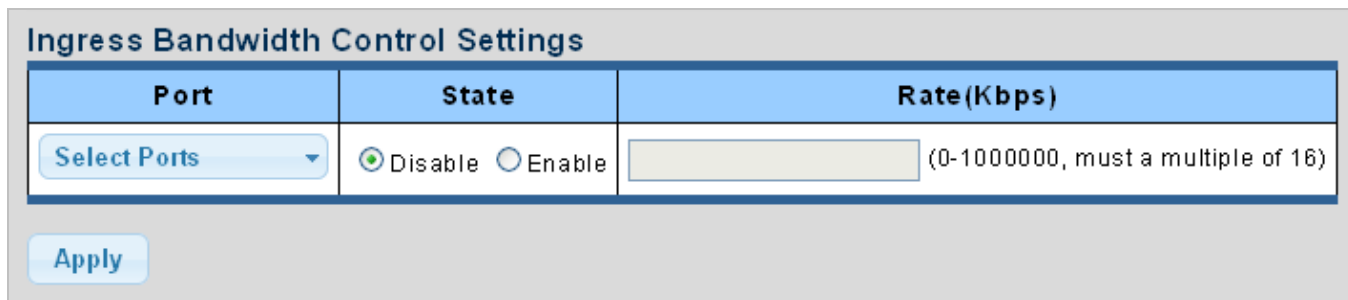 Ingress Bandwidth Control Settings
Port State Rate(Kbps)
Select Ports Disable Enable (0-1000000, must a multiple of 16)
Apply